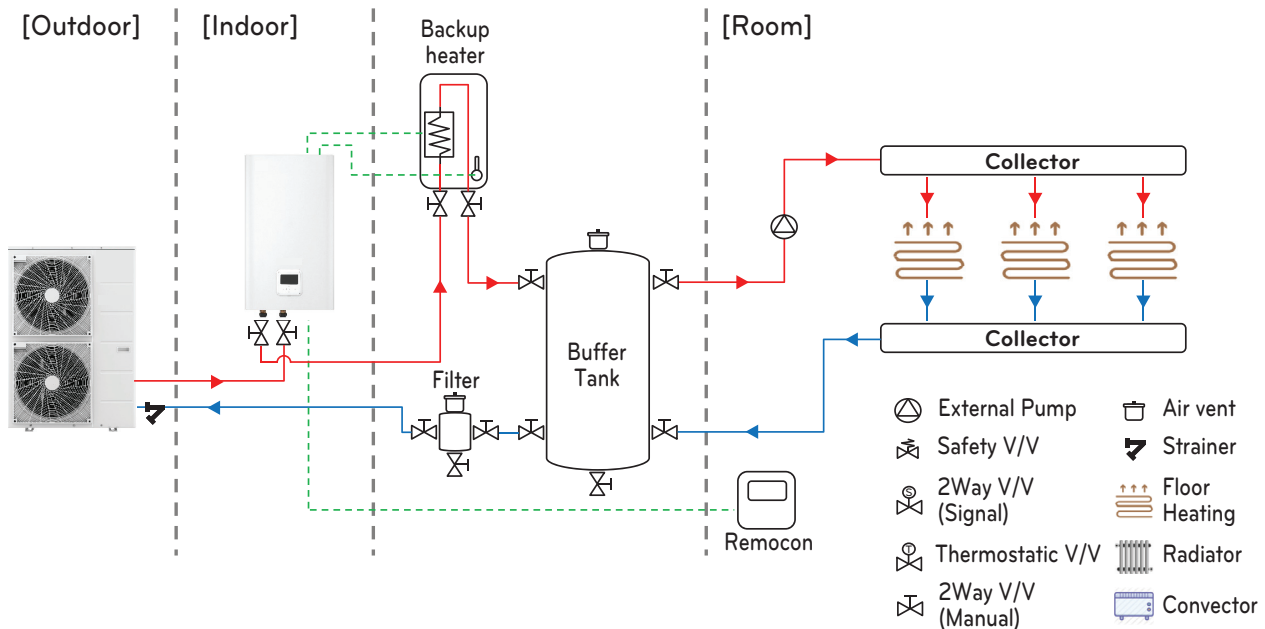 [Outdoor]
[Indoor]
Backup
heater
[Room]
Collector
Collector
Buffer
Tank
Filter
Remocon
External Pump
Air vent
Safety V/V
Strainer
S
2Way V/V
(Signal)
Floor
Heating
T
Thermostatic V/V
Radiator
2Way V/V
(Manual)
Convector